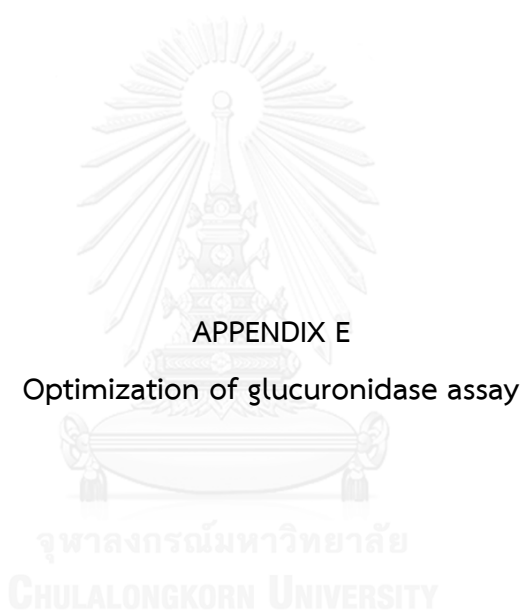 APPENDIX E
Optimization of glucuronidase assay
จุฬาลงกรณ์มหาวิทยาลัย
CHULALONGKORN UNIVERSITY